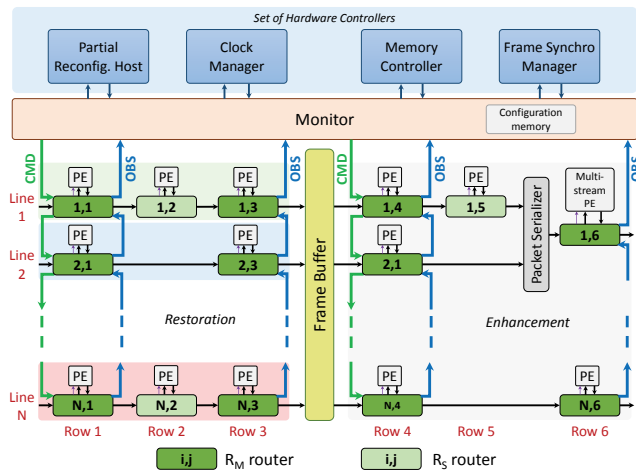 Set of Hardware Controllers
Partial
Reconfig. Host
Clock
Manager
Memory
Controller
Frame Synchro
Manager
Monitor
Configuration
memory
CMD
OBS
CMD
OBS
OBS
Line
1
PE
1,1
PE
1,2
PE
1,3
PE
1,4
PE
1,5
Multi-
stream
PE
1,6
Line
2
PE
2,1
PE
2,3
PE
2,1
Frame Buffer
Packet Serializer
Restoration
Enhancement
Line
N
PE
N,1
PE
N,2
PE
N,3
PE
N,4
PE
N,6
Row 1
Row 2
Row 3
Row 4
Row 5
Row 6
i,j
RM router
i,j
RS router